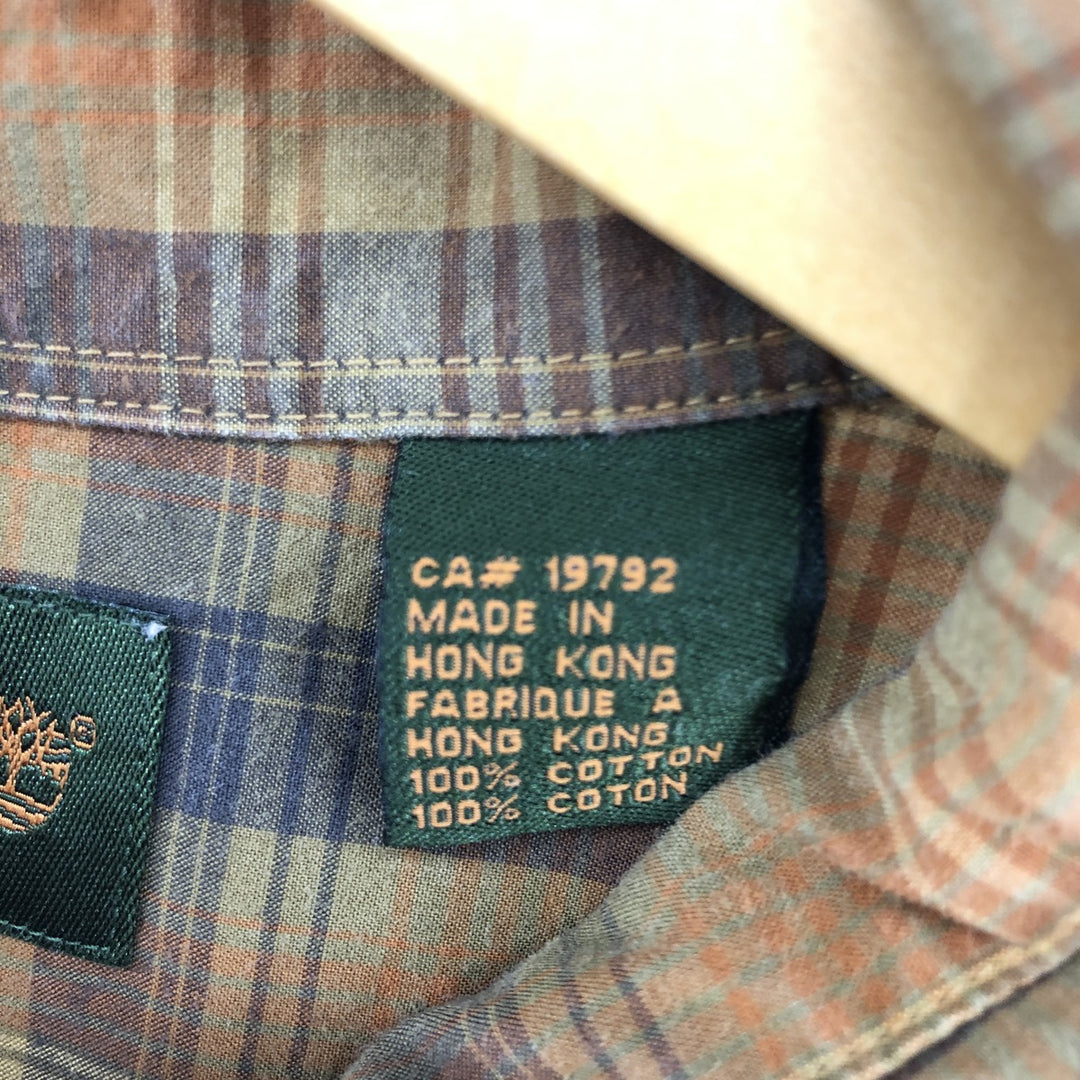 CA# 19792
MADE IN
HONG KONG
FABRIQUE A
HONG KONG
100% COTTON
100% COTON
®